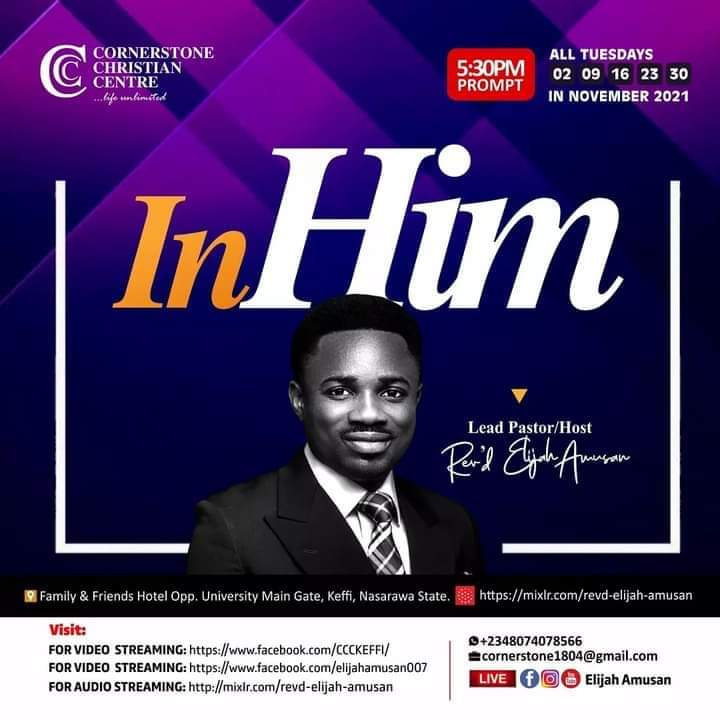 CCC
CORNERSTONE
CHRISTIAN
CENTRE
...life unlimited
5:30PM
PROMPT
ALL TUESDAYS
02 09 16 23 30
IN NOVEMBER 2021
In Him
Lead Pastor/Host
Rev'd Elijah Amusan
Family & Friends Hotel Opp. University Main Gate, Keffi, Nasarawa State. https://mixlr.com/revd-elijah-amusan
Visit:
FOR VIDEO STREAMING: https://www.facebook.com/CCCKEFFI/
FOR VIDEO STREAMING: https://www.facebook.com/elijahamusan007
FOR AUDIO STREAMING: http://mixlr.com/revd-elijah-amusan
+2348074078566
cornerstone1804@gmail.com
LIVE Elijah Amusan